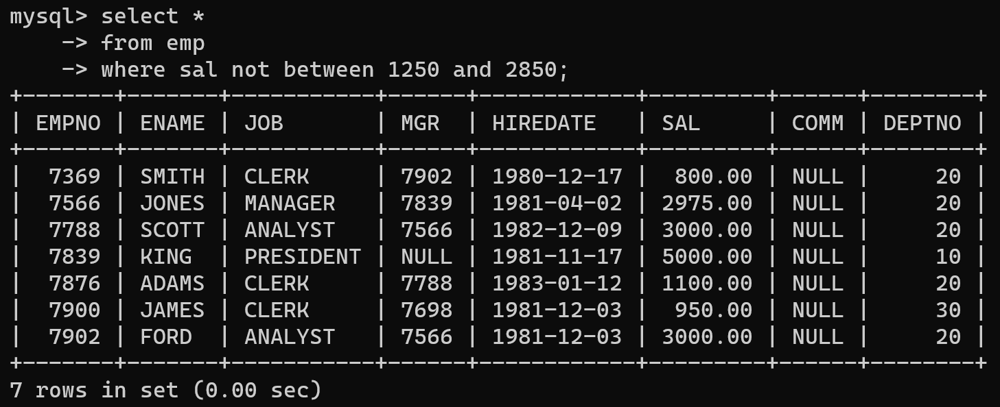 mysql> select *
    -> from emp
    -> where sal not between 1250 and 2850;
+-------+-------+-----------+------+------------+---------+------+--------+
| EMPNO | ENAME | JOB       | MGR  | HIREDATE   | SAL     | COMM | DEPTNO |
+-------+-------+-----------+------+------------+---------+------+--------+
|  7369 | SMITH | CLERK     | 7902 | 1980-12-17 |  800.00 | NULL |     20 |
|  7566 | JONES | MANAGER   | 7839 | 1981-04-02 | 2975.00 | NULL |     20 |
|  7788 | SCOTT | ANALYST   | 7566 | 1982-12-09 | 3000.00 | NULL |     20 |
|  7839 | KING  | PRESIDENT | NULL | 1981-11-17 | 5000.00 | NULL |     10 |
|  7876 | ADAMS | CLERK     | 7788 | 1983-01-12 | 1100.00 | NULL |     20 |
|  7900 | JAMES | CLERK     | 7698 | 1981-12-03 |  950.00 | NULL |     30 |
|  7902 | FORD  | ANALYST   | 7566 | 1981-12-03 | 3000.00 | NULL |     20 |
+-------+-------+-----------+------+------------+---------+------+--------+
7 rows in set (0.00 sec)